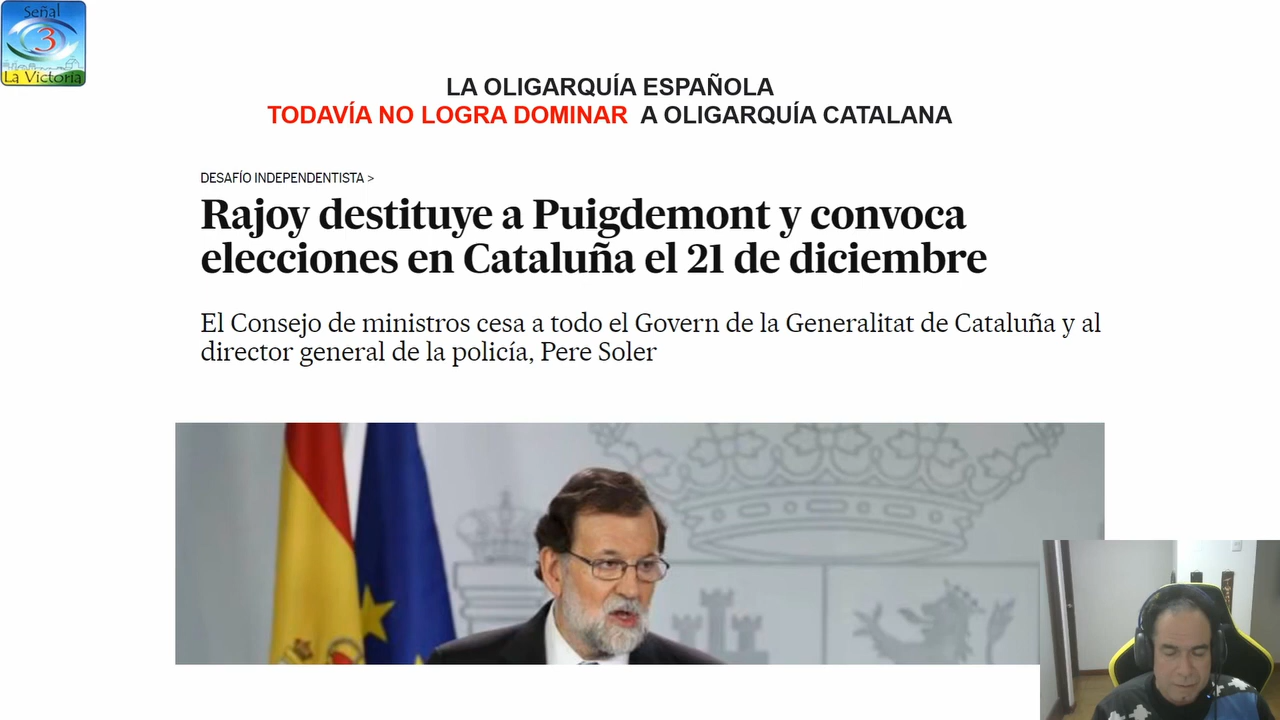 Señal
3
La Victoria
LA OLIGARQUÍA ESPAÑOLA
TODAVÍA NO LOGRA DOMINAR A OLIGARQUÍA CATALANA
DESAFÍO INDEPENDENTISTA >
Rajoy destituye a Puigdemont y convoca
elecciones en Cataluña el 21 de diciembre
El Consejo de ministros cesa a todo el Govern de la Generalitat de Cataluña y al
director general de la policía, Pere Soler